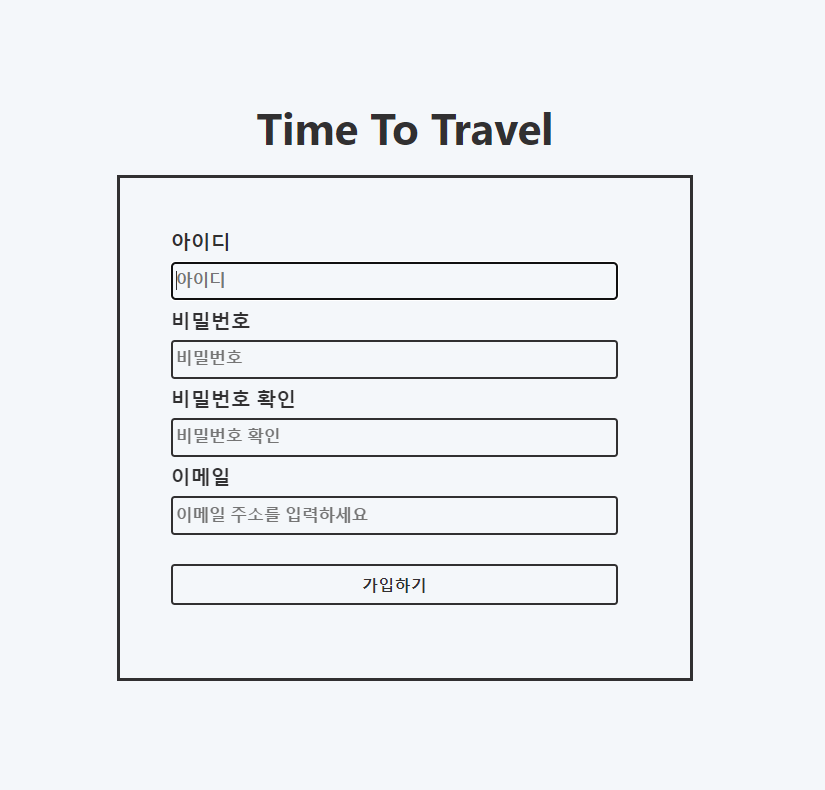 Time To Travel
아이디
아이디
비밀번호
비밀번호
비밀번호 확인
비밀번호 확인
이메일
이메일 주소를 입력하세요
가입하기